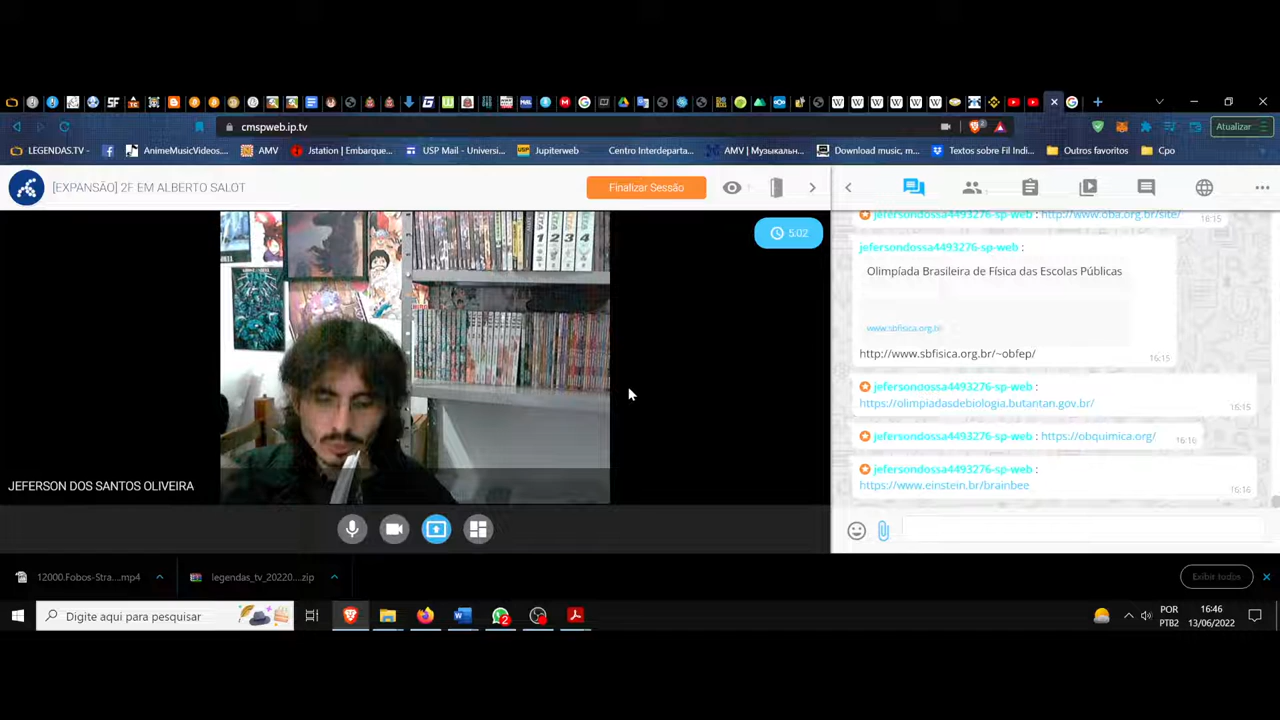 cmspweb.ip.tv
Atualizar
LEGENDAS.TV -
AnimeMusicVideos...
AMV
Jstation | Embarque...
USP Mail - Universi...
Jupiterweb
Centro Interdeparta...
AMV | Музыкальн...
Download music, m...
Textos sobre Fil Indi...
Outros favoritos
Cpo
[EXPANSÃO] 2F EM ALBERTO SALOT
Finalizar Sessão
5:02
JEFERSON DOS SANTOS OLIVEIRA
jefersondossa4493276-sp-web : http://www.oba.org.br/site/
16:15
jefersondossa4493276-sp-web :
Olimpíada Brasileira de Física das Escolas Públicas
www.sbfisica.org.br
http://www.sbfisica.org.br/~obfep/
16:15
jefersondossa4493276-sp-web :
https://olimpiadasdebiologia.butantan.gov.br/
16:15
jefersondossa4493276-sp-web : https://obquimica.org/
16:16
jefersondossa4493276-sp-web :
https://www.einstein.br/brainbee
16:16
12000.Fobos-Stra....mp4
legendas_tv_20220....zip
Exibir todos
Digite aqui para pesquisar
POR
PTB2
16:46
13/06/2022